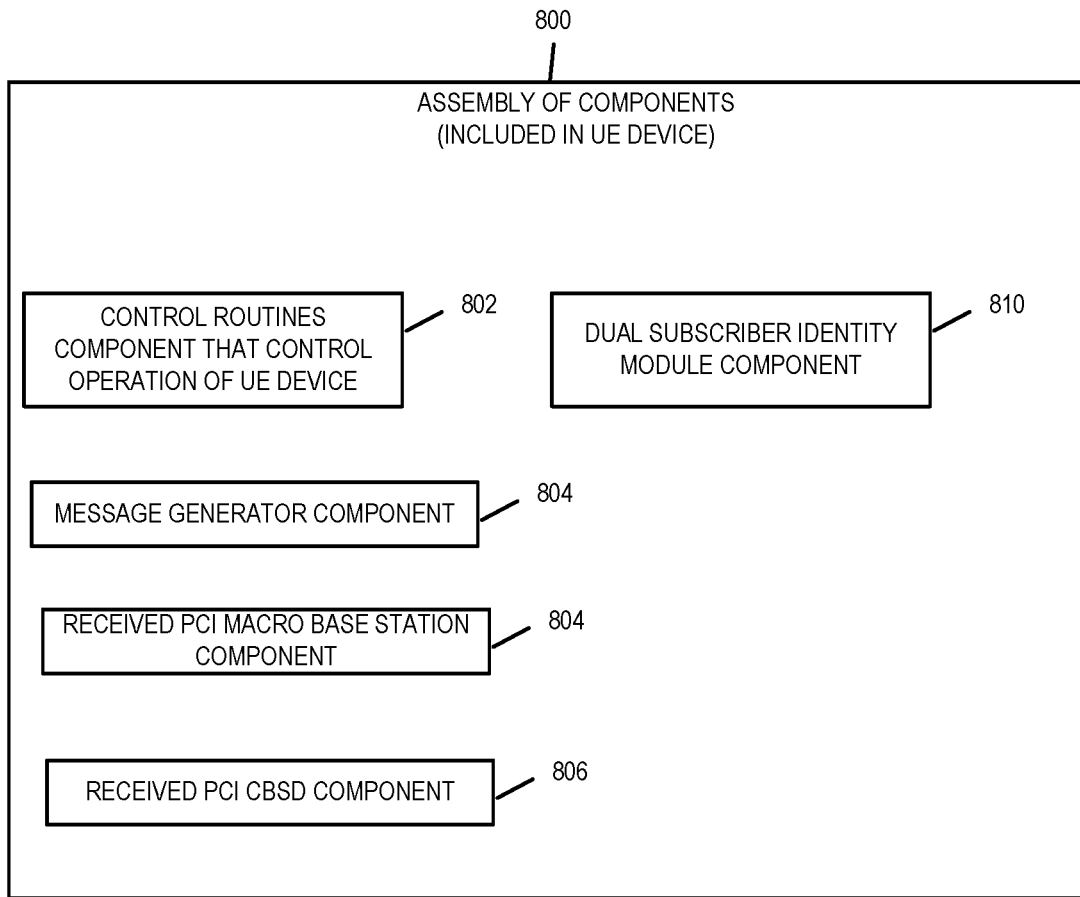 800
ASSEMBLY OF COMPONENTS
(INCLUDED IN UE DEVICE)
CONTROL ROUTINES
COMPONENT THAT CONTROL
OPERATION OF UE DEVICE
802
DUAL SUBSCRIBER IDENTITY
MODULE COMPONENT
810
MESSAGE GENERATOR COMPONENT
804
RECEIVED PCI MACRO BASE STATION
COMPONENT
804
RECEIVED PCI CBSD COMPONENT
806